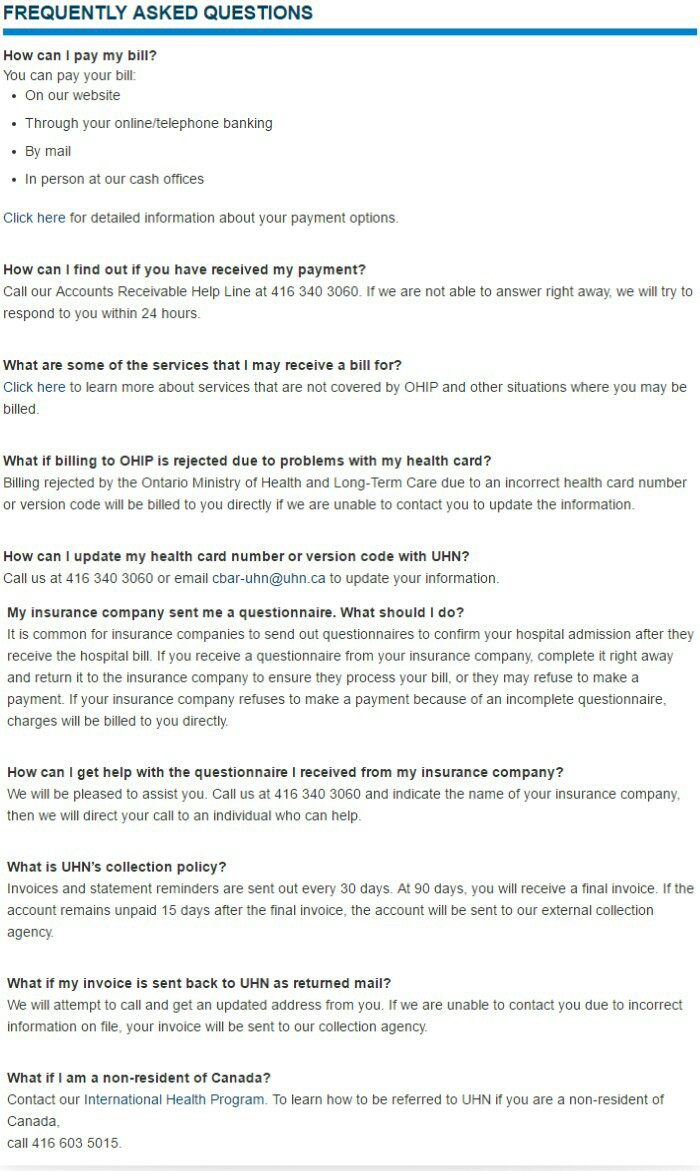 FREQUENTLY ASKED QUESTIONS
How can I pay my bill?
You can pay your bill:
• On our website
• Through your online/telephone banking
• By mail
• In person at our cash offices
Click here for detailed information about your payment options.
How can I find out if you have received my payment?
Call our Accounts Receivable Help Line at 416 340 3060. If we are not able to answer right away, we will try to
respond to you within 24 hours.
What are some of the services that I may receive a bill for?
Click here to learn more about services that are not covered by OHIP and other situations where you may be
billed.
What if billing to OHIP is rejected due to problems with my health card?
Billing rejected by the Ontario Ministry of Health and Long-Term Care due to an incorrect health card number
or version code will be billed to you directly if we are unable to contact you to update the information.
How can I update my health card number or version code with UHN?
Call us at 416 340 3060 or email cbar-uhn@uhn.ca to update your information.
My insurance company sent me a questionnaire. What should I do?
It is common for insurance companies to send out questionnaires to confirm your hospital admission after they
receive the hospital bill. If you receive a questionnaire from your insurance company, complete it right away
and return it to the insurance company to ensure they process your bill, or they may refuse to make a
payment. If your insurance company refuses to make a payment because of an incomplete questionnaire,
charges will be billed to you directly.
How can I get help with the questionnaire I received from my insurance company?
We will be pleased to assist you. Call us at 416 340 3060 and indicate the name of your insurance company,
then we will direct your call to an individual who can help.
What is UHN's collection policy?
Invoices and statement reminders are sent out every 30 days. At 90 days, you will receive a final invoice. If the
account remains unpaid 15 days after the final invoice, the account will be sent to our external collection
agency.
What if my invoice is sent back to UHN as returned mail?
We will attempt to call and get an updated address from you. If we are unable to contact you due to incorrect
information on file, your invoice will be sent to our collection agency.
What if I am a non-resident of Canada?
Contact our International Health Program. To learn how to be referred to UHN if you are a non-resident of
Canada,
call 416 603 5015.